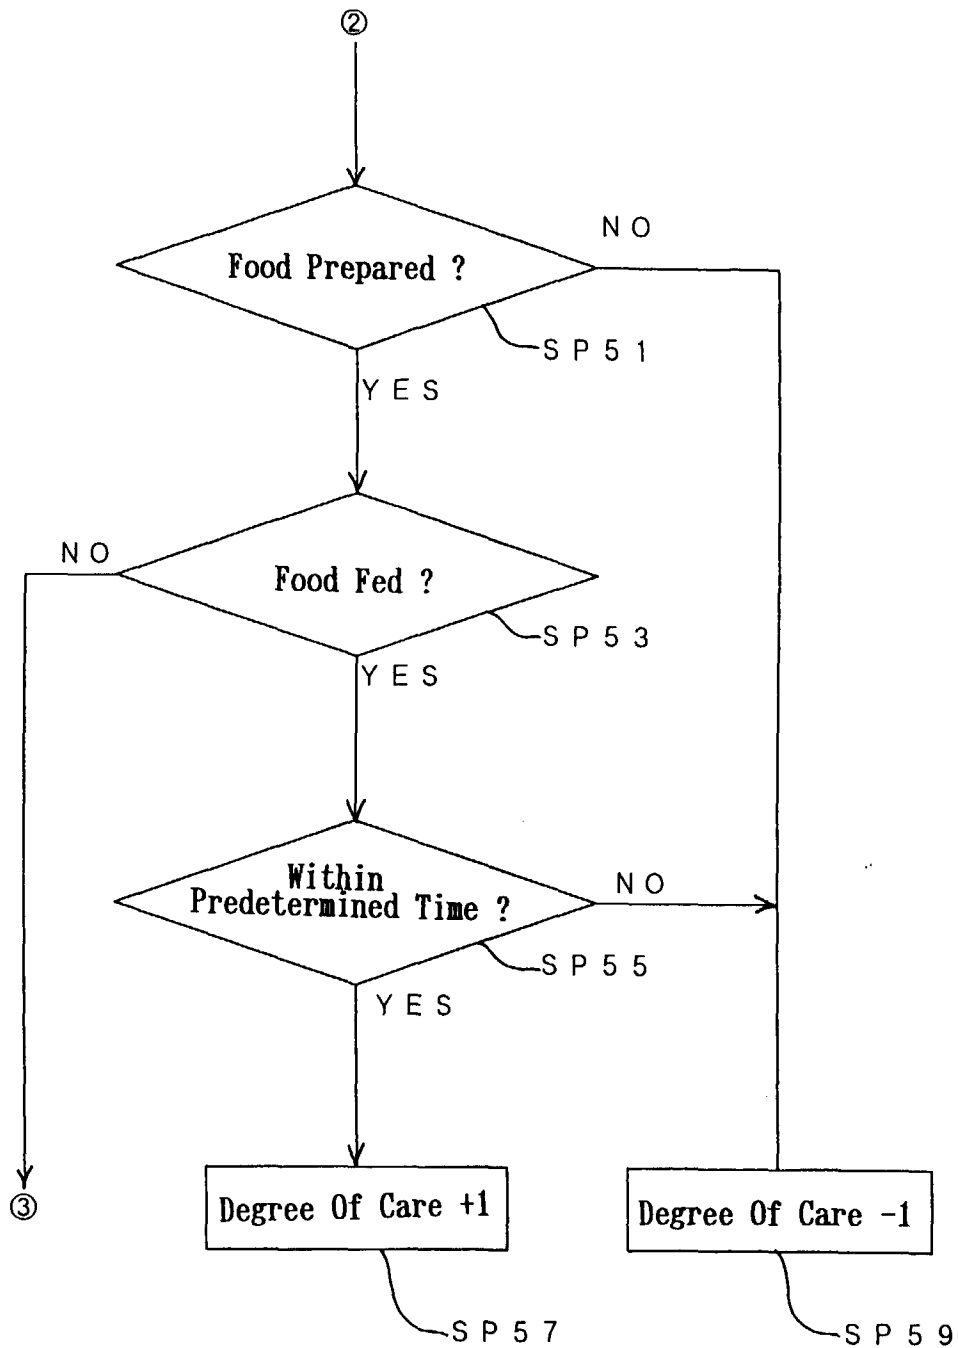 ②
NO
Food Prepared ?
SP51
YES
NO
Food Fed ?
SP53
YES
Within
Predetermined Time ?
NO
SP55
YES
③
Degree Of Care +1
Degree Of Care -1
SP57
SP59